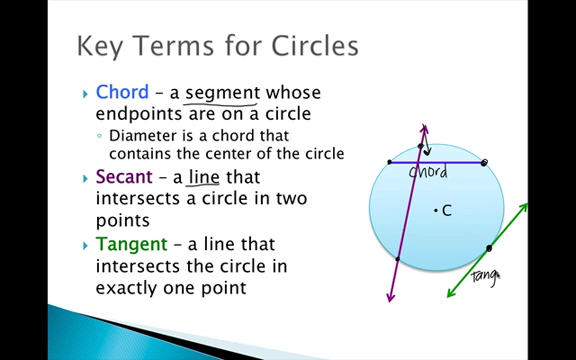 Key Terms for Circles
Chord – a segment whose
endpoints are on a circle
Diameter is a chord that
contains the center of the circle
Secant – a line that
intersects a circle in two
points
Tangent – a line that
intersects the circle in
exactly one point
chord
C
Tang